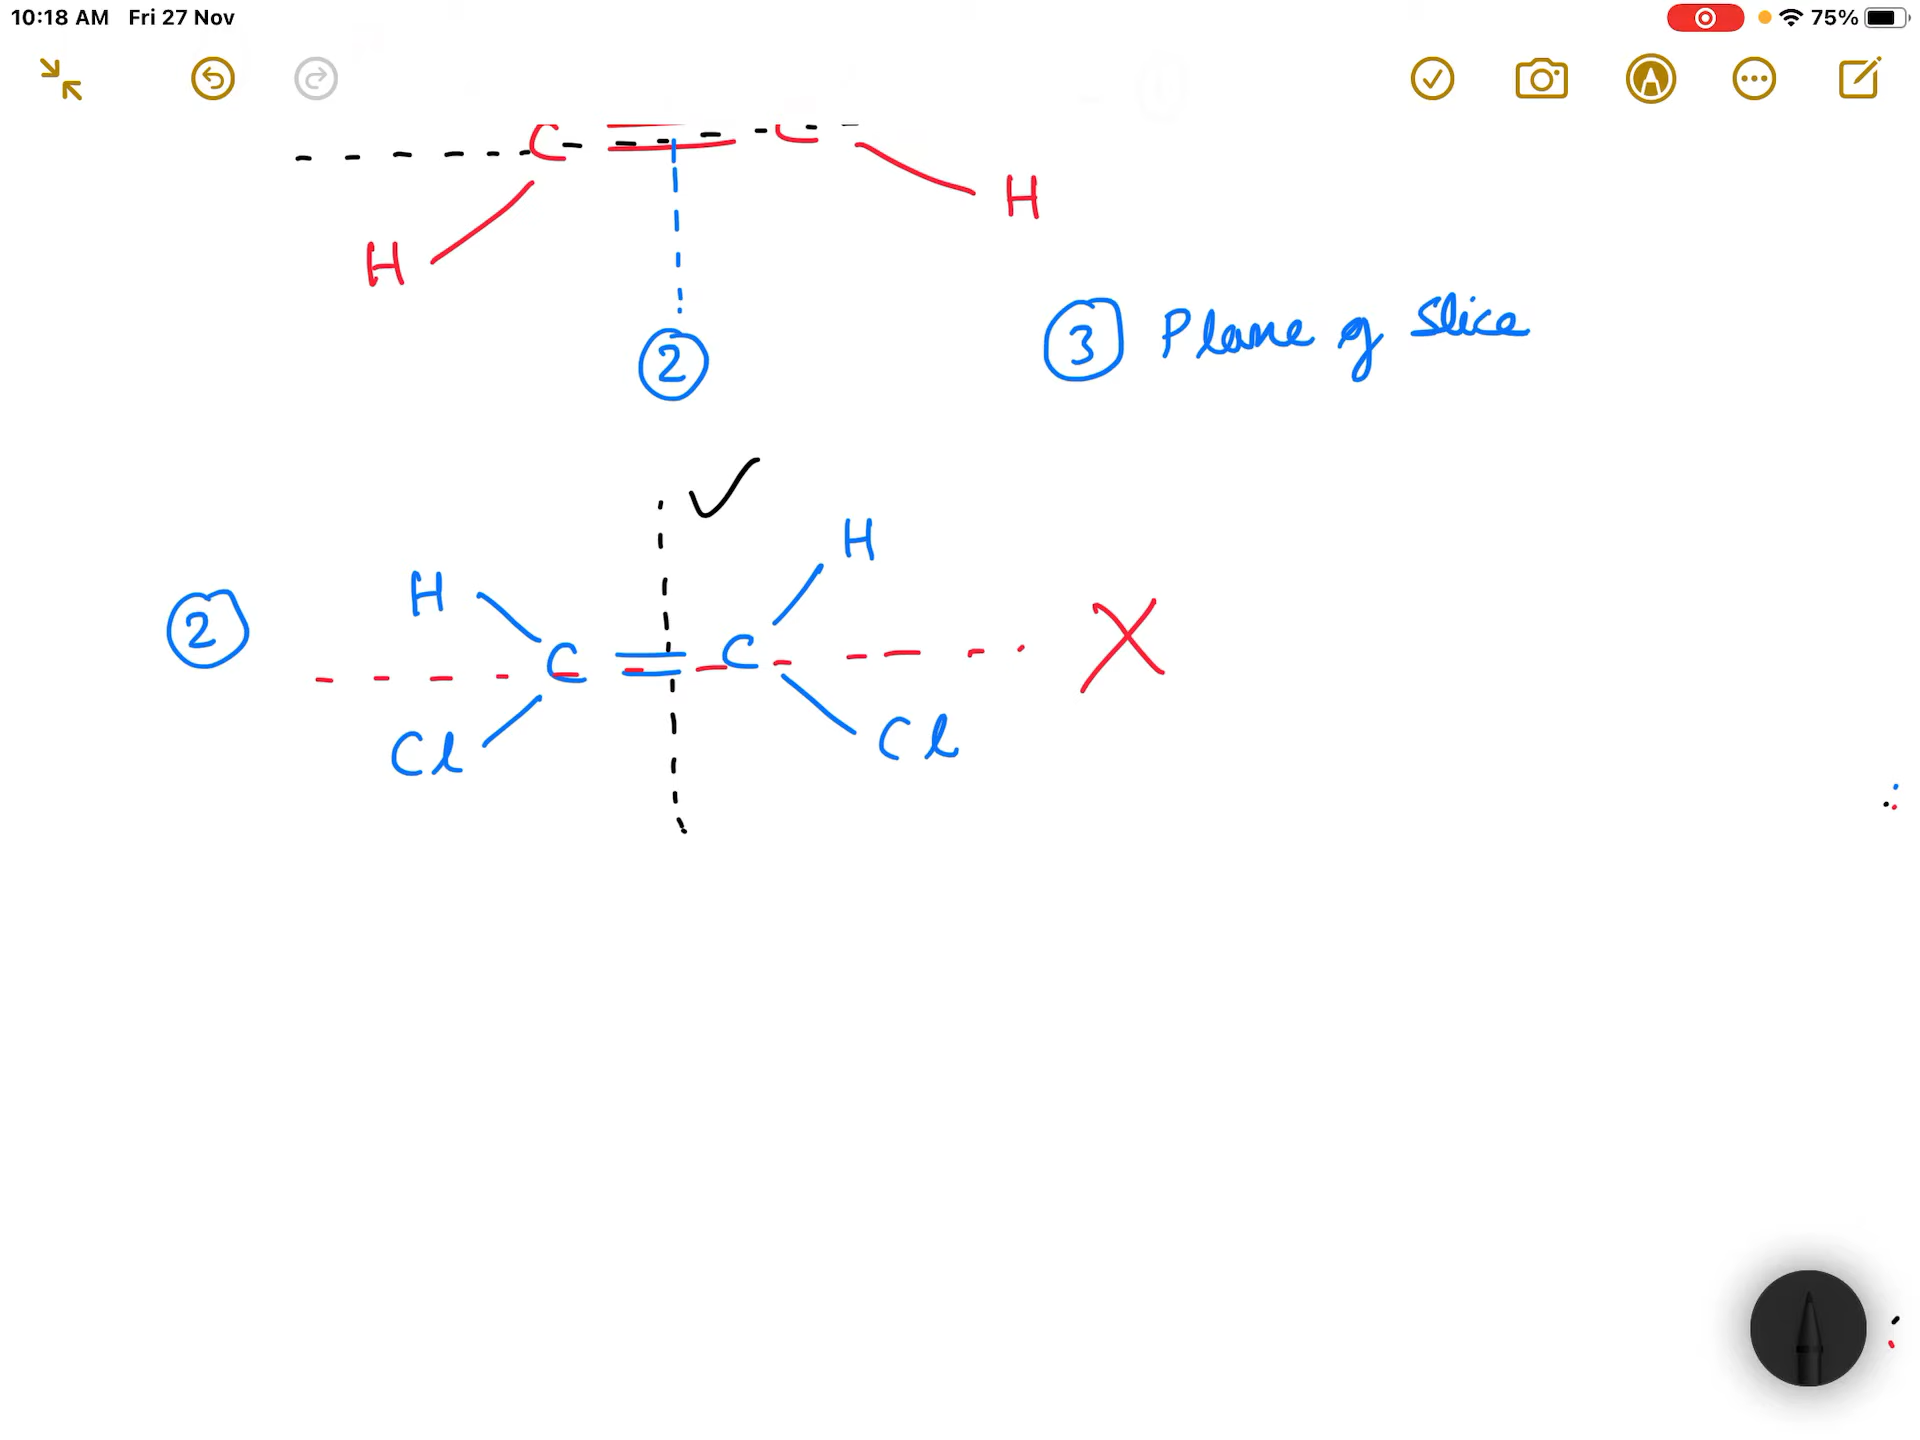 10:18 AM Fri 27 Nov
75%
C = C
H
H
2
3 Plane of Slice
H
H
2
C = C
Cl
Cl